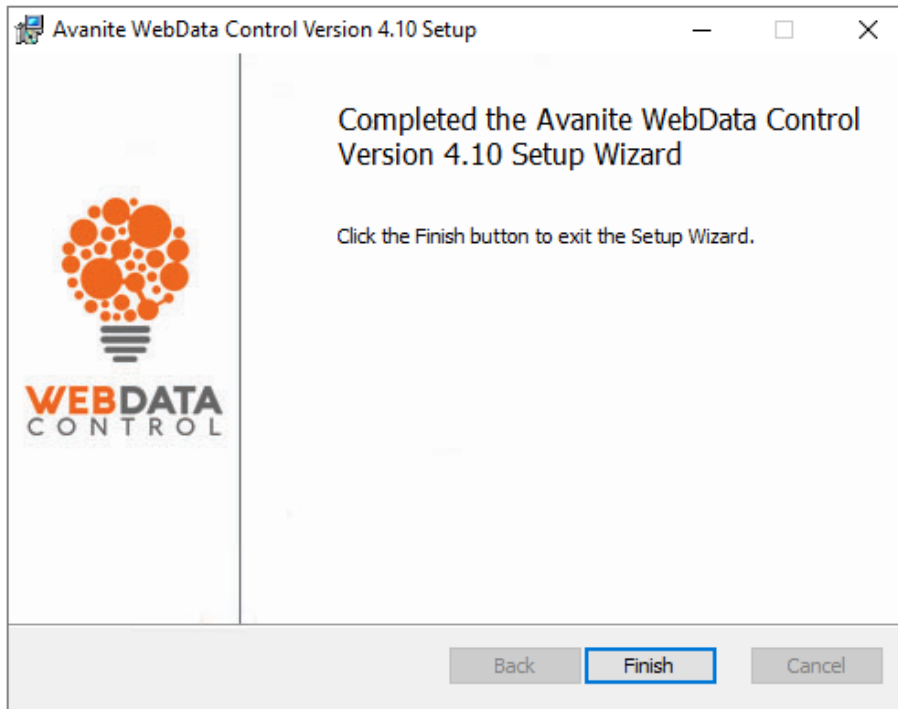 Avanite WebData Control Version 4.10 Setup
Completed the Avanite WebData Control
Version 4.10 Setup Wizard
Click the Finish button to exit the Setup Wizard.
WEBDATA
CONTROL
Back
Finish
Cancel